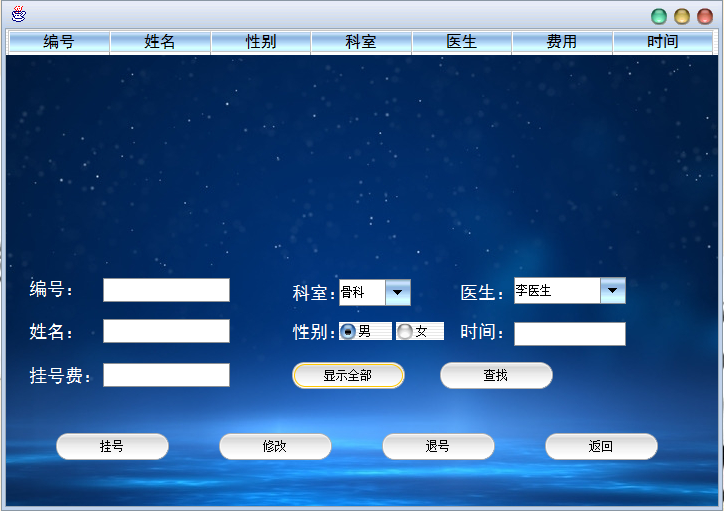 编号 姓名 性别 科室 医生 费用 时间
编号： 科室：骨科 医生：李医生
姓名： 性别：男 女 时间：
挂号费： 显示全部 查找
挂号 修改 退号 返回